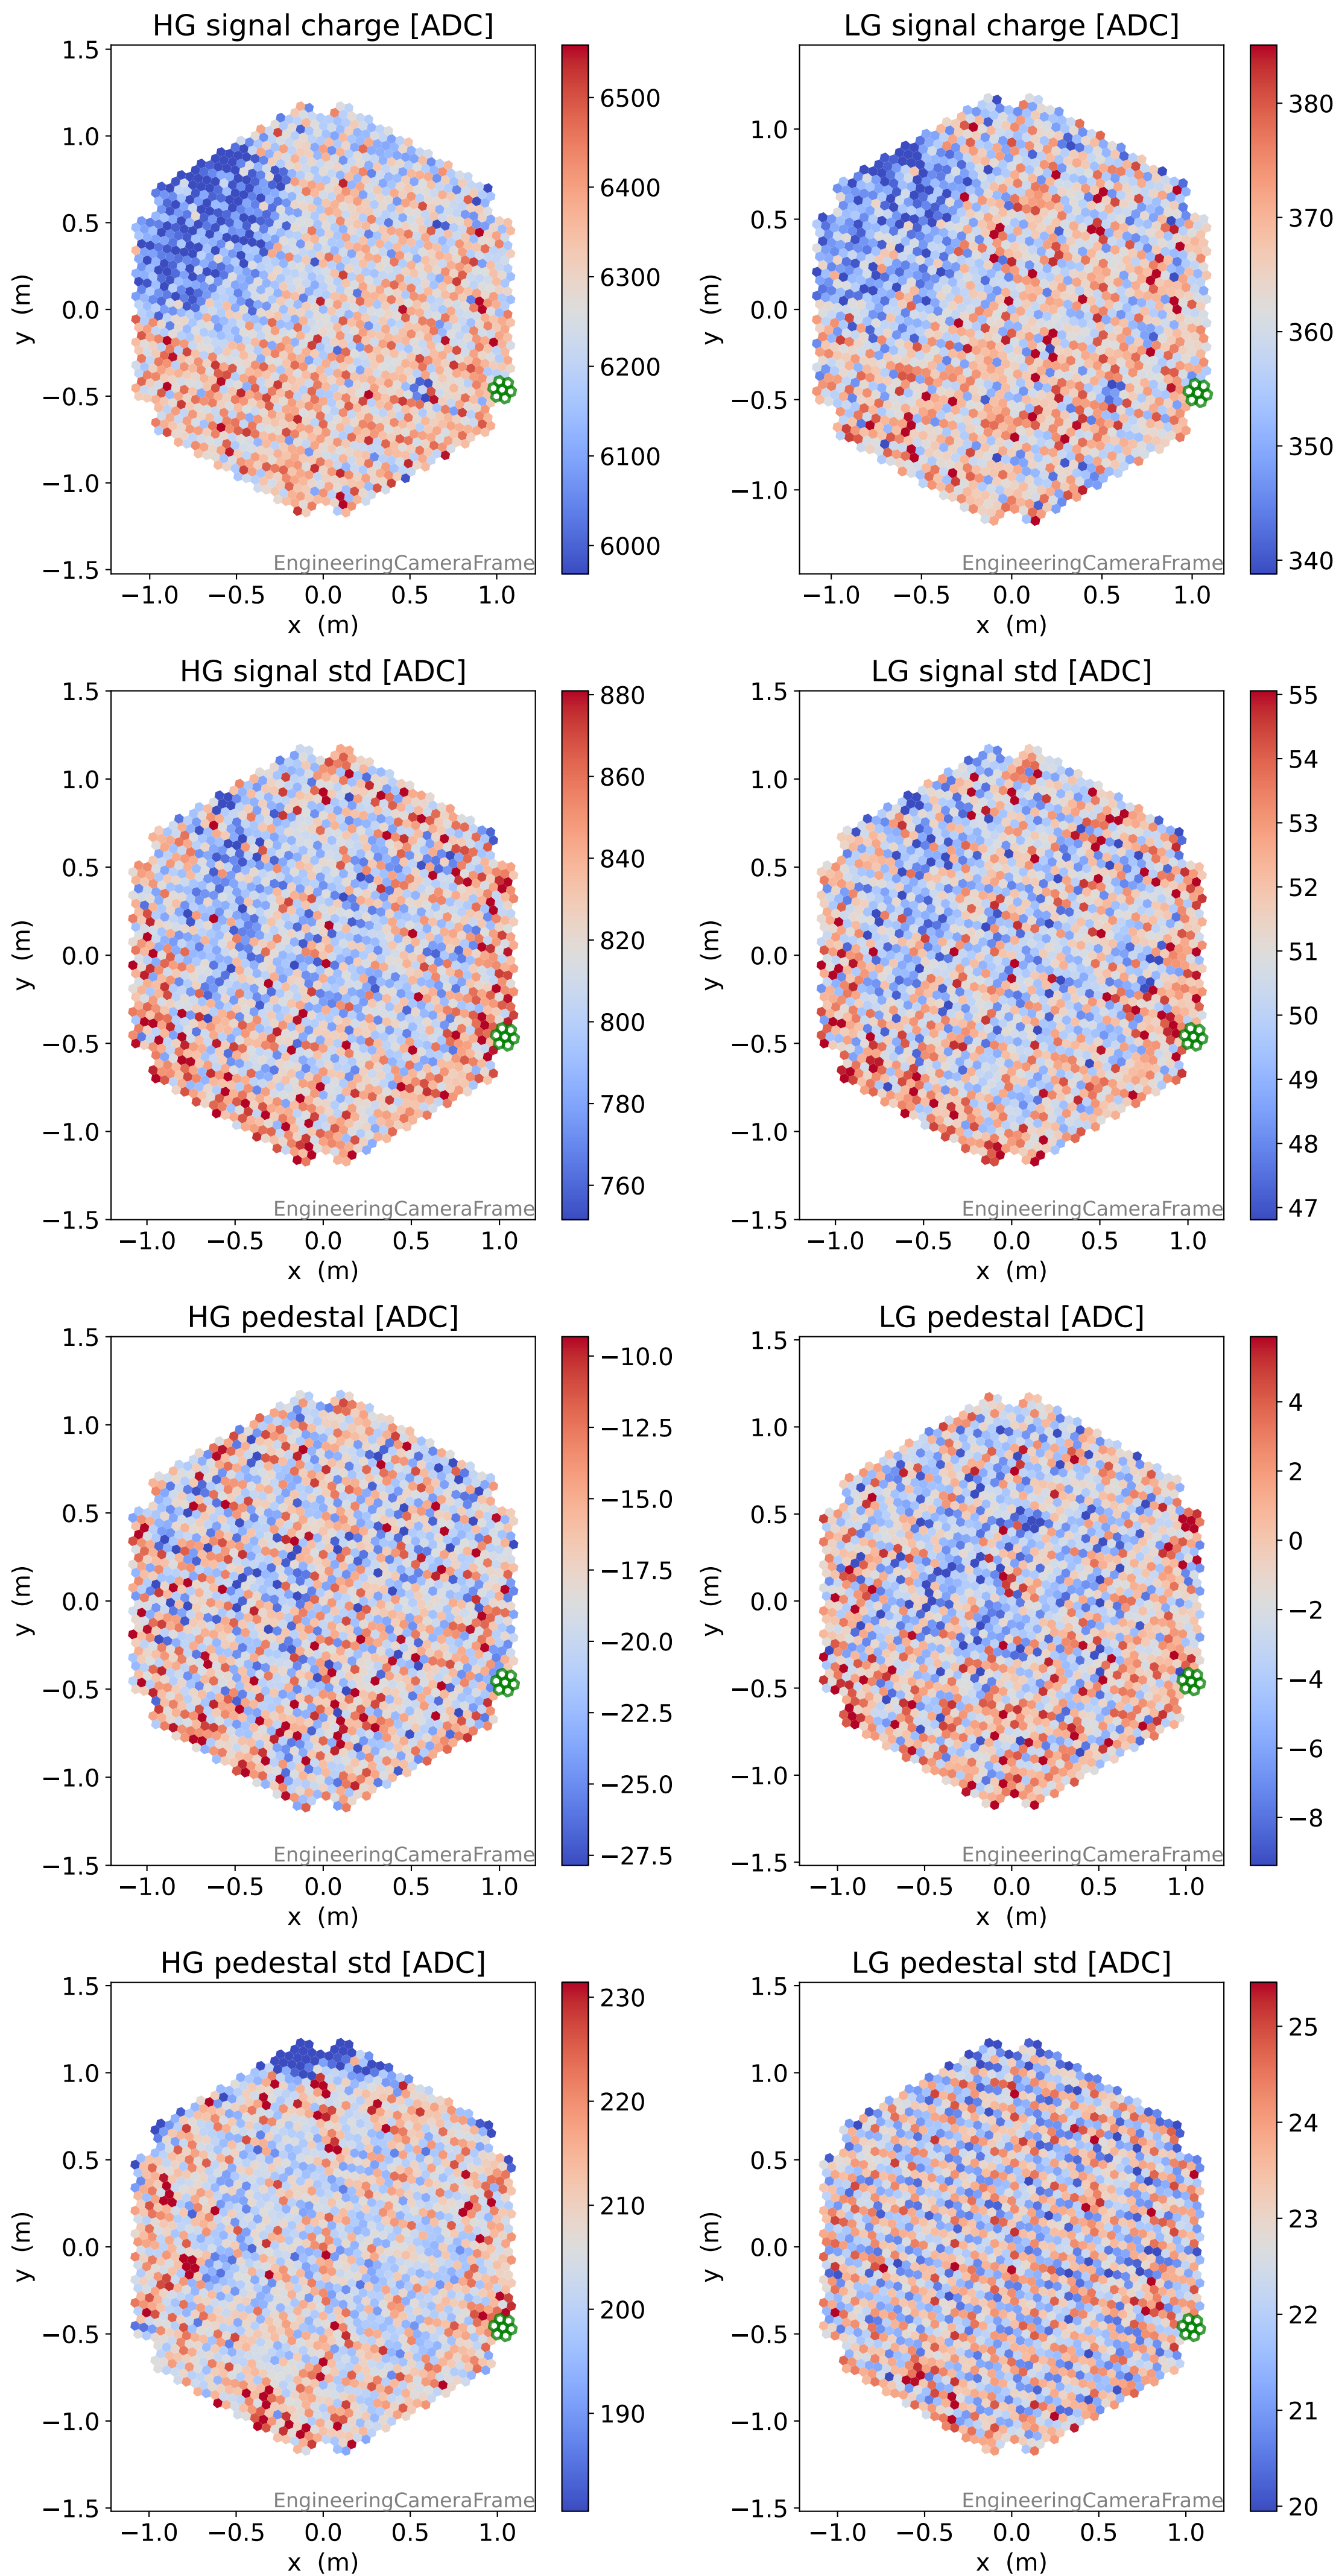 HG signal charge [ADC]
LG signal charge [ADC]
1.5
1.0
0.5
0.0
−0.5
−1.0
−1.5
y (m)
−1.0 −0.5 0.0 0.5 1.0
x (m)
EngineeringCameraFrame
6500
6400
6300
6200
6100
6000
1.0
0.5
0.0
−0.5
−1.0
y (m)
−1.0 −0.5 0.0 0.5 1.0
x (m)
EngineeringCameraFrame
380
370
360
350
340
HG signal std [ADC]
LG signal std [ADC]
1.5
1.0
0.5
0.0
−0.5
−1.0
−1.5
y (m)
−1.0 −0.5 0.0 0.5 1.0
x (m)
EngineeringCameraFrame
880
860
840
820
800
780
760
1.5
1.0
0.5
0.0
−0.5
−1.0
−1.5
y (m)
−1.0 −0.5 0.0 0.5 1.0
x (m)
EngineeringCameraFrame
55
54
53
52
51
50
49
48
47
HG pedestal [ADC]
LG pedestal [ADC]
1.5
1.0
0.5
0.0
−0.5
−1.0
−1.5
y (m)
−1.0 −0.5 0.0 0.5 1.0
x (m)
EngineeringCameraFrame
−10.0
−12.5
−15.0
−17.5
−20.0
−22.5
−25.0
−27.5
1.5
1.0
0.5
0.0
−0.5
−1.0
−1.5
y (m)
−1.0 −0.5 0.0 0.5 1.0
x (m)
EngineeringCameraFrame
4
2
0
−2
−4
−6
−8
HG pedestal std [ADC]
LG pedestal std [ADC]
1.5
1.0
0.5
0.0
−0.5
−1.0
−1.5
y (m)
−1.0 −0.5 0.0 0.5 1.0
x (m)
EngineeringCameraFrame
230
220
210
200
190
1.5
1.0
0.5
0.0
−0.5
−1.0
−1.5
y (m)
−1.0 −0.5 0.0 0.5 1.0
x (m)
EngineeringCameraFrame
25
24
23
22
21
20